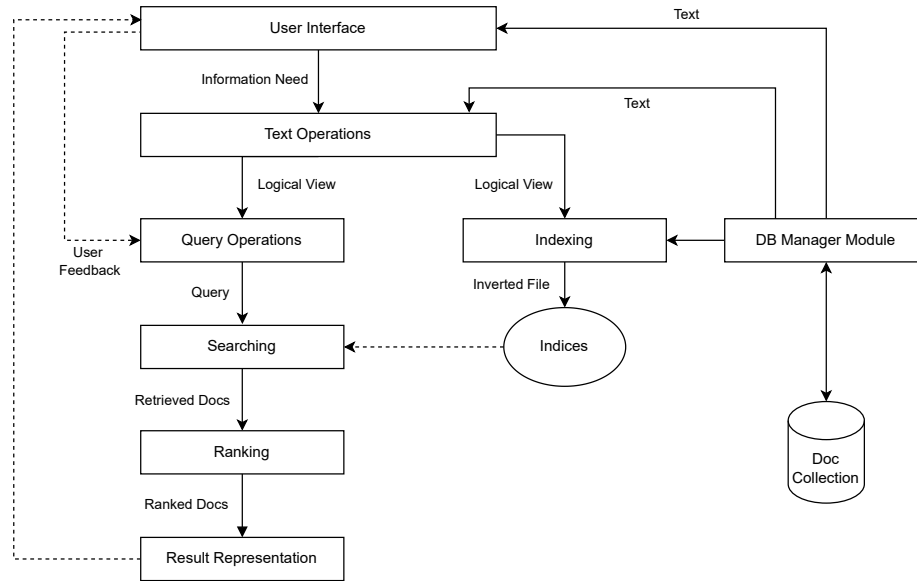 User Interface
Text
Information Need
Text
Text Operations
Logical View
Logical View
Query Operations
Indexing
DB Manager Module
User
Feedback
Query
Inverted File
Searching
Indices
Retrieved Docs
Ranking
Doc
Collection
Ranked Docs
Result Representation